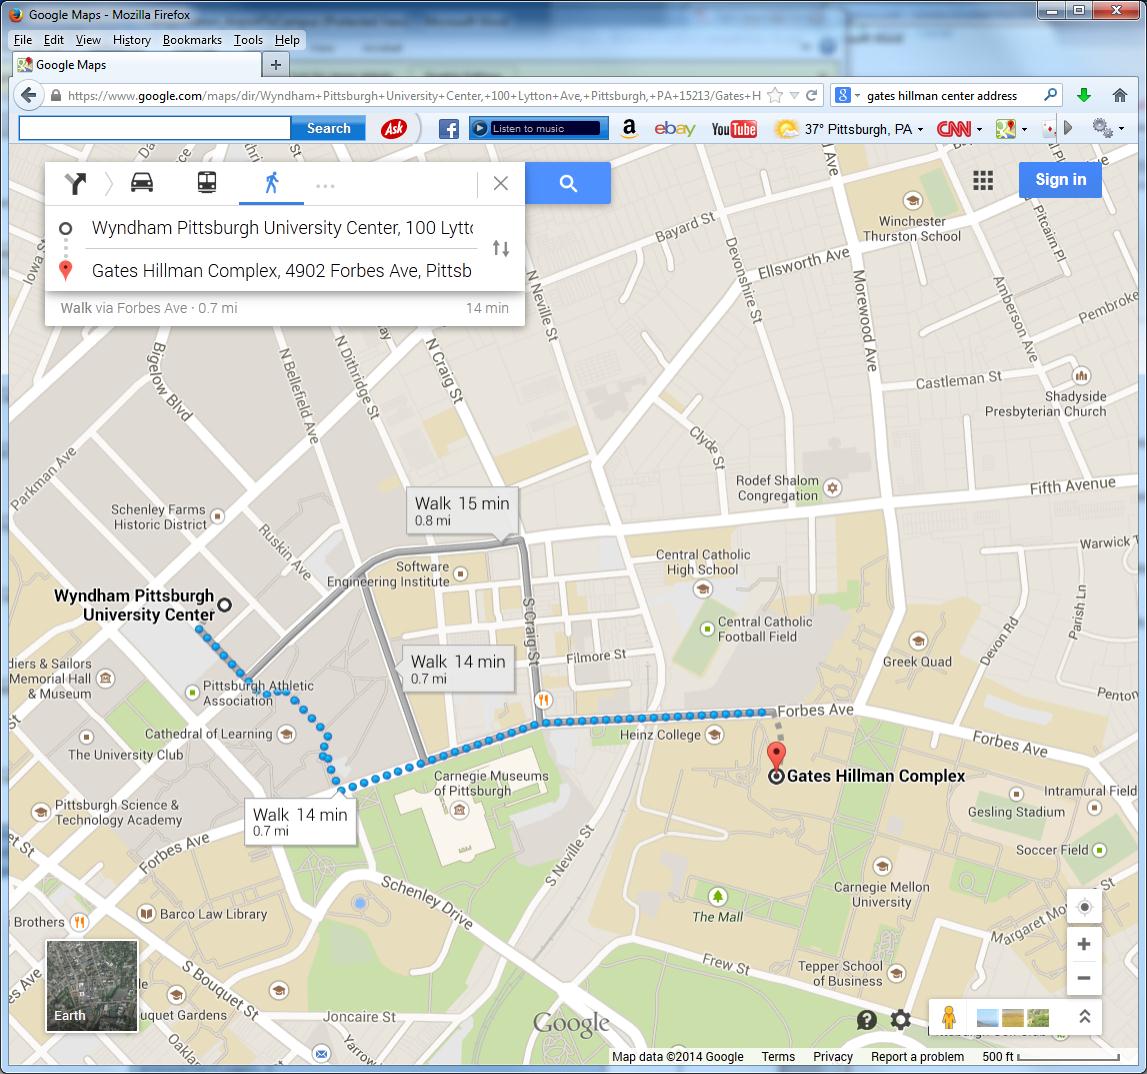 Google Maps - Mozilla Firefox
File Edit View History Bookmarks Tools Help
Google Maps
https://www.google.com/maps/dir/Wyndham+Pittsburgh+University+Center,+100+Lytton+Ave,+Pittsburgh,+PA+15213/Gates+H
gates hillman center address
Search
Ask
Listen to music
a
ebay
YouTube
37° Pittsburgh, PA
CNN
Sign in
Wyndham Pittsburgh University Center, 100 Lytto
Gates Hillman Complex, 4902 Forbes Ave, Pittsb
Walk via Forbes Ave · 0.7 mi
14 min
Winchester
Thurston School
Bayard St
Ellsworth Ave
Devonshire St
N Neville St
Morewood Ave
Amberson Ave
Pitcairn Pl
Pembroke
Iowa S
Bigelow Blvd
N Bellefield Ave
N Dithridge St
N Craig St
Castleman St
Shadyside
Presbyterian Church
Clyde St
Parkman Ave
Rodef Shalom
Congregation
Fifth Avenue
Schenley Farms
Historic District
Ruskin Ave
Walk 15 min
0.8 mi
Warwick T
Central Catholic
High School
Software
Engineering Institute
Wyndham Pittsburgh
University Center
S Craig St
Parkin Ln
Central Catholic
Football Field
Devon Rd
Filmore St
Greek Quad
Walk 14 min
0.7 mi
diers & Sailors
Memorial Hall
& Museum
Pittsburgh Athletic
Association
Penton
Cathedral of Learning
Forbes Ave
Heinz College
The University Club
Forbes Ave
Gates Hillman Complex
Carnegie Museums
of Pittsburgh
Intramural Field
Gesling Stadium
Pittsburgh Science &
Technology Academy
Walk 14 min
0.7 mi
Forbes Ave
Soccer Field
S Neville St
Carnegie Mellon
University
Schenley Drive
The Mall
Barco Law Library
Brothers
Margaret Mo
Frew St
Tepper School
of Business
S Bouquet St
Earth
uquet Gardens
Joncaire St
Google
Map data ©2014 Google Terms Privacy Report a problem 500 ft